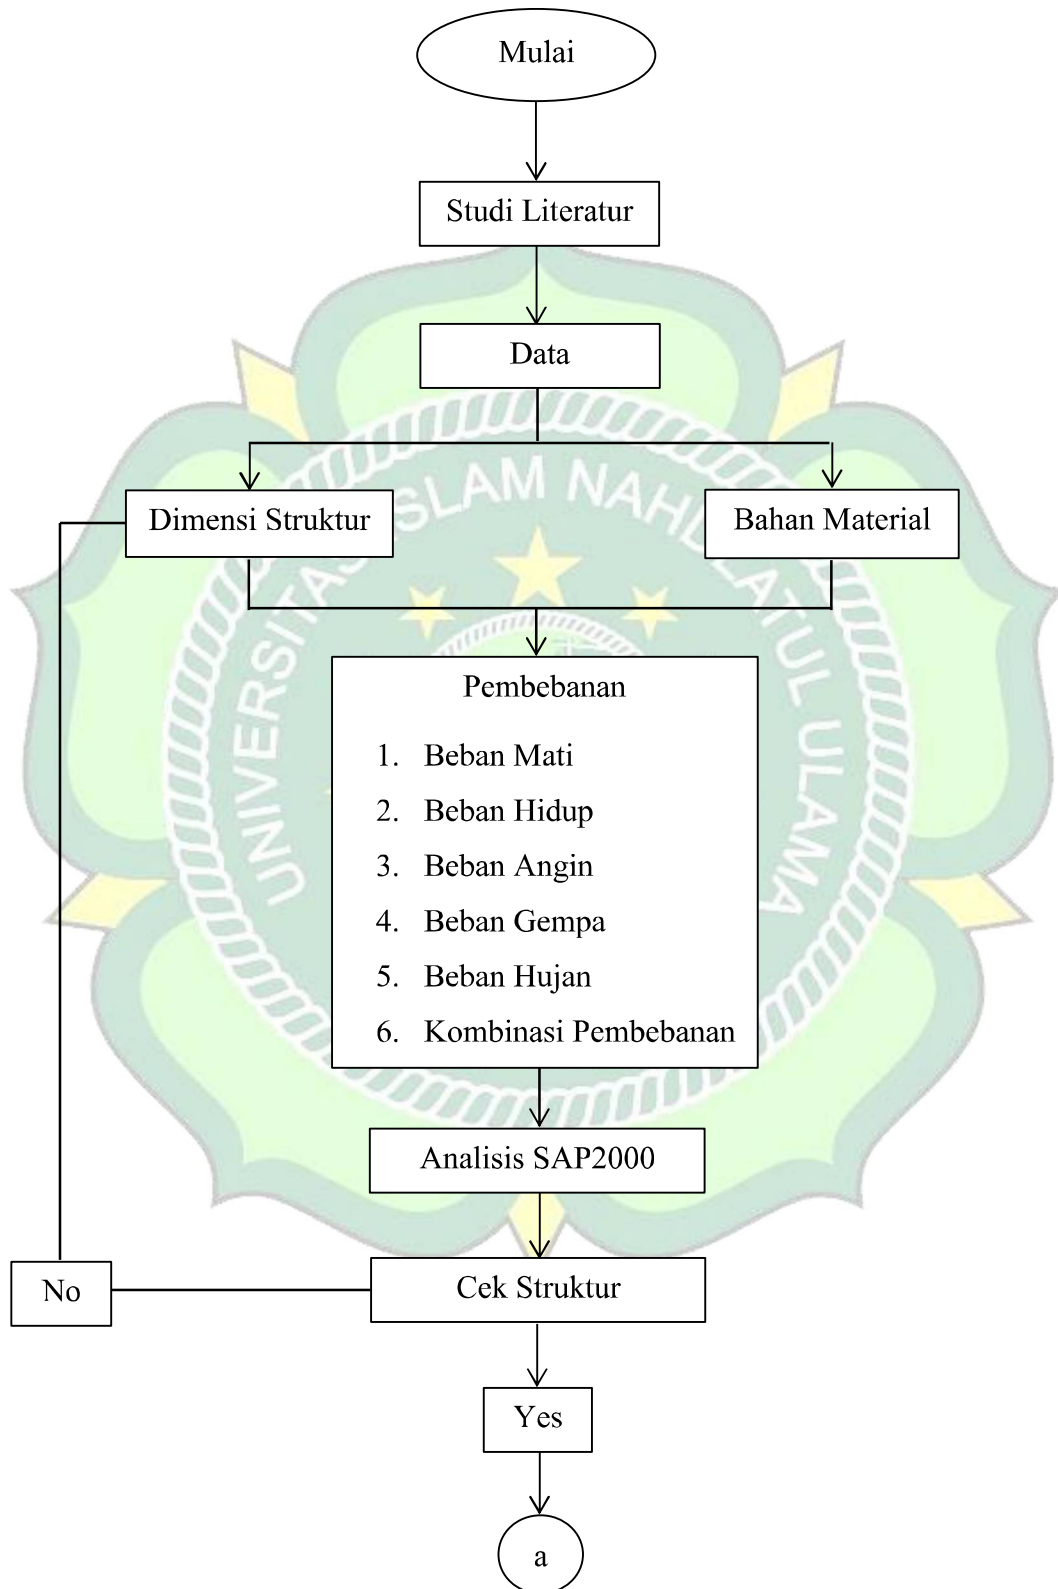 Mulai
Studi Literatur
Data
Dimensi Struktur
Bahan Material
Pembebanan
1. Beban Mati
2. Beban Hidup
3. Beban Angin
4. Beban Gempa
5. Beban Hujan
6. Kombinasi Pembebanan
Analisis SAP2000
Cek Struktur
No
Yes
a
UNIVERSITAS ISLAM NAHDLATUL ULAMA